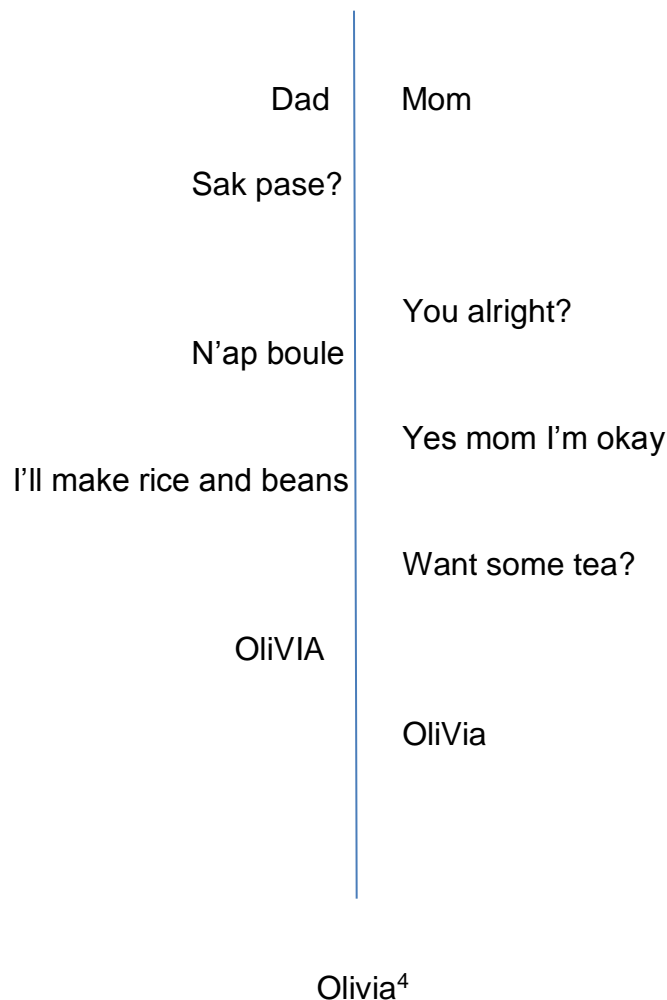 Dad Mom
Sak pase?
You alright?
N’ap boule
Yes mom I’m okay
I’ll make rice and beans
Want some tea?
OliVIA
OliVia
Olivia⁴